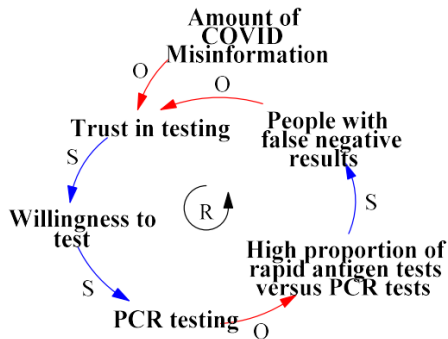 Amount of
COVID
Misinformation
O
O
Trust in testing
People with
false negative
results
S
S
R
Willingness to
test
High proportion of
rapid antigen tests
versus PCR tests
S
PCR testing
O